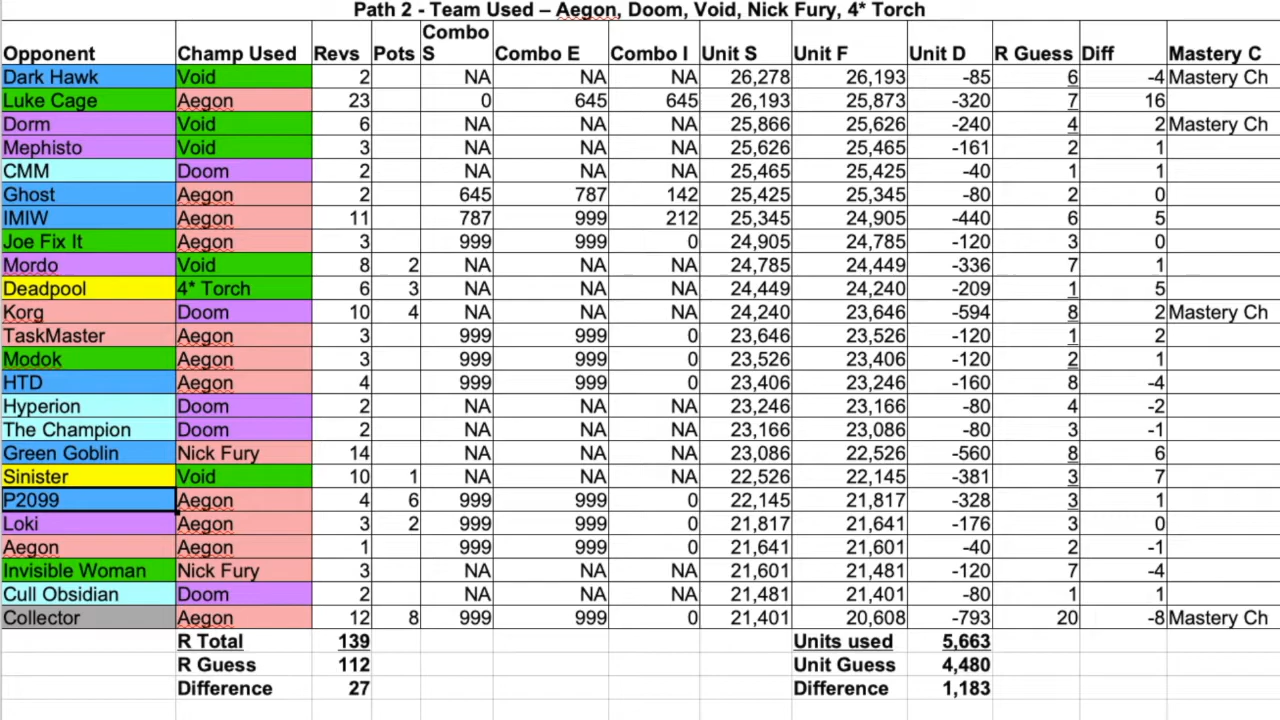 Path 2 - Team Used – Aegon, Doom, Void, Nick Fury, 4* Torch
Opponent Champ Used Revs Pots Combo S Combo E Combo I Unit S Unit F Unit D R Guess Diff Mastery C
Dark Hawk Void 2 NA NA NA 26,278 26,193 -85 6 -4 Mastery Ch
Luke Cage Aegon 23 0 645 645 26,193 25,873 -320 7 16
Dorm Void 6 NA NA NA 25,866 25,626 -240 4 2 Mastery Ch
Mephisto Void 3 NA NA NA 25,626 25,465 -161 2 1
CMM Doom 2 NA NA NA 25,465 25,425 -40 1 1
Ghost Aegon 2 645 787 142 25,425 25,345 -80 2 0
IMIW Aegon 11 787 999 212 25,345 24,905 -440 6 5
Joe Fix It Aegon 3 999 999 0 24,905 24,785 -120 3 0
Mordo Void 8 2 NA NA NA 24,785 24,449 -336 7 1
Deadpool 4* Torch 6 3 NA NA NA 24,449 24,240 -209 1 5
Korg Doom 10 4 NA NA NA 24,240 23,646 -594 8 2 Mastery Ch
TaskMaster Aegon 3 999 999 0 23,646 23,526 -120 1 2
Modok Aegon 3 999 999 0 23,526 23,406 -120 2 1
HTD Aegon 4 999 999 0 23,406 23,246 -160 8 -4
Hyperion Doom 2 NA NA NA 23,246 23,166 -80 4 -2
The Champion Doom 2 NA NA NA 23,166 23,086 -80 3 -1
Green Goblin Nick Fury 14 NA NA NA 23,086 22,526 -560 8 6
Sinister Void 10 1 NA NA NA 22,526 22,145 -381 3 7
P2099 Aegon 4 6 999 999 0 22,145 21,817 -328 3 1
Loki Aegon 3 2 999 999 0 21,817 21,641 -176 3 0
Aegon Aegon 1 999 999 0 21,641 21,601 -40 2 -1
Invisible Woman Nick Fury 3 NA NA NA 21,601 21,481 -120 7 -4
Cull Obsidian Doom 2 NA NA NA 21,481 21,401 -80 1 1
Collector Aegon 12 8 999 999 0 21,401 20,608 -793 20 -8 Mastery Ch
R Total 139 Units used 5,663
R Guess 112 Unit Guess 4,480
Difference 27 Difference 1,183